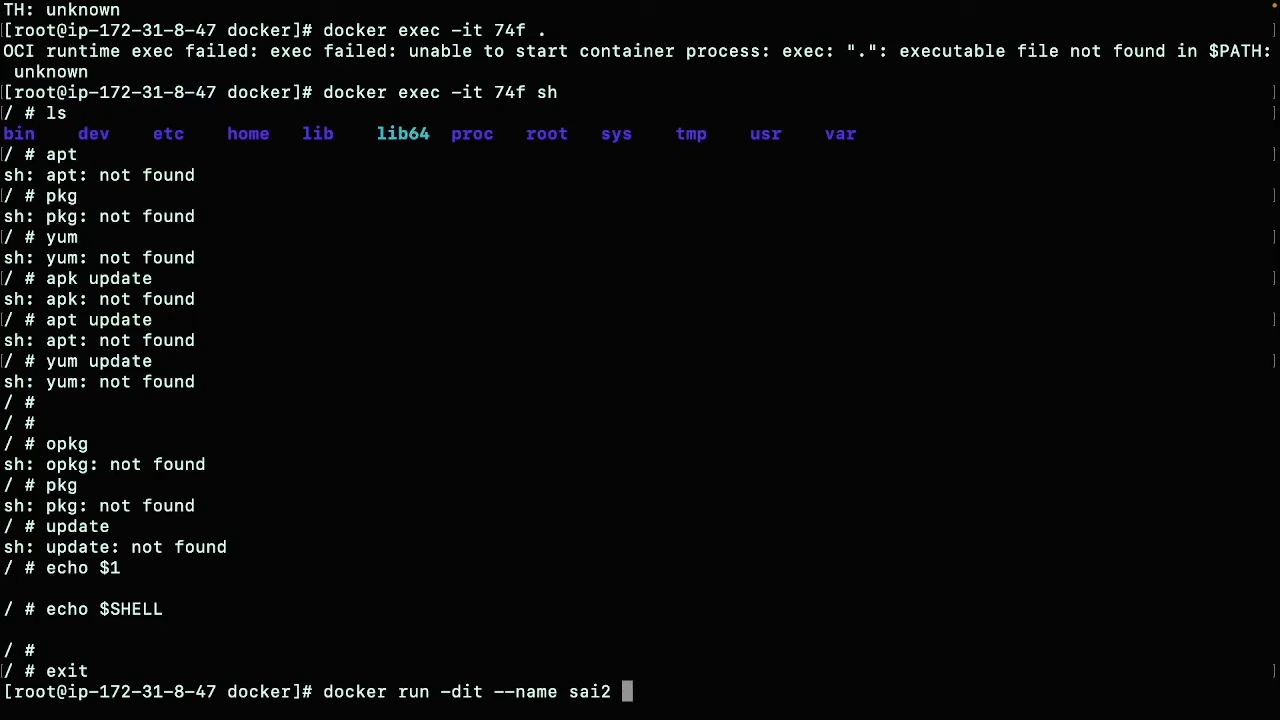 TH: unknown
[root@ip-172-31-8-47 docker]# docker exec -it 74f .
OCI runtime exec failed: exec failed: unable to start container process: exec: ".": executable file not found in $PATH:
 unknown
[root@ip-172-31-8-47 docker]# docker exec -it 74f sh
/ # ls
bin dev etc home lib lib64 proc root sys tmp usr var
/ # apt
sh: apt: not found
/ # pkg
sh: pkg: not found
/ # yum
sh: yum: not found
/ # apk update
sh: apk: not found
/ # apt update
sh: apt: not found
/ # yum update
sh: yum: not found
/ #
/ #
/ # opkg
sh: opkg: not found
/ # pkg
sh: pkg: not found
/ # update
sh: update: not found
/ # echo $1
/ # echo $SHELL
/ #
/ # exit
[root@ip-172-31-8-47 docker]# docker run -dit --name sai2